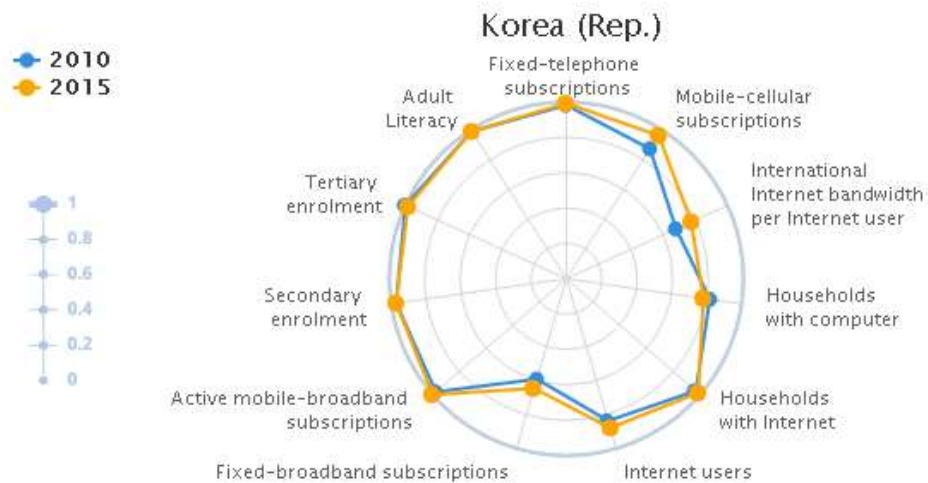 Korea (Rep.)
2010
2015
Fixed-telephone
subscriptions
Mobile-cellular
subscriptions
International
Internet bandwidth
per Internet user
Households
with computer
Households
with Internet
Internet users
Fixed-broadband subscriptions
Active mobile-broadband
subscriptions
Secondary
enrolment
Tertiary
enrolment
Adult
Literacy
1
0.8
0.6
0.4
0.2
0